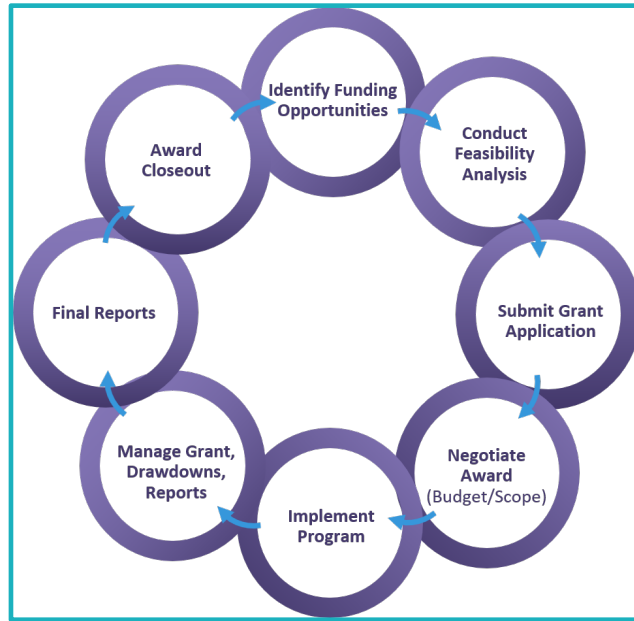 Identify Funding
Opportunities
Conduct
Feasibility
Analysis
Submit Grant
Application
Negotiate
Award
(Budget/Scope)
Implement
Program
Manage Grant,
Drawdowns,
Reports
Final Reports
Award
Closeout